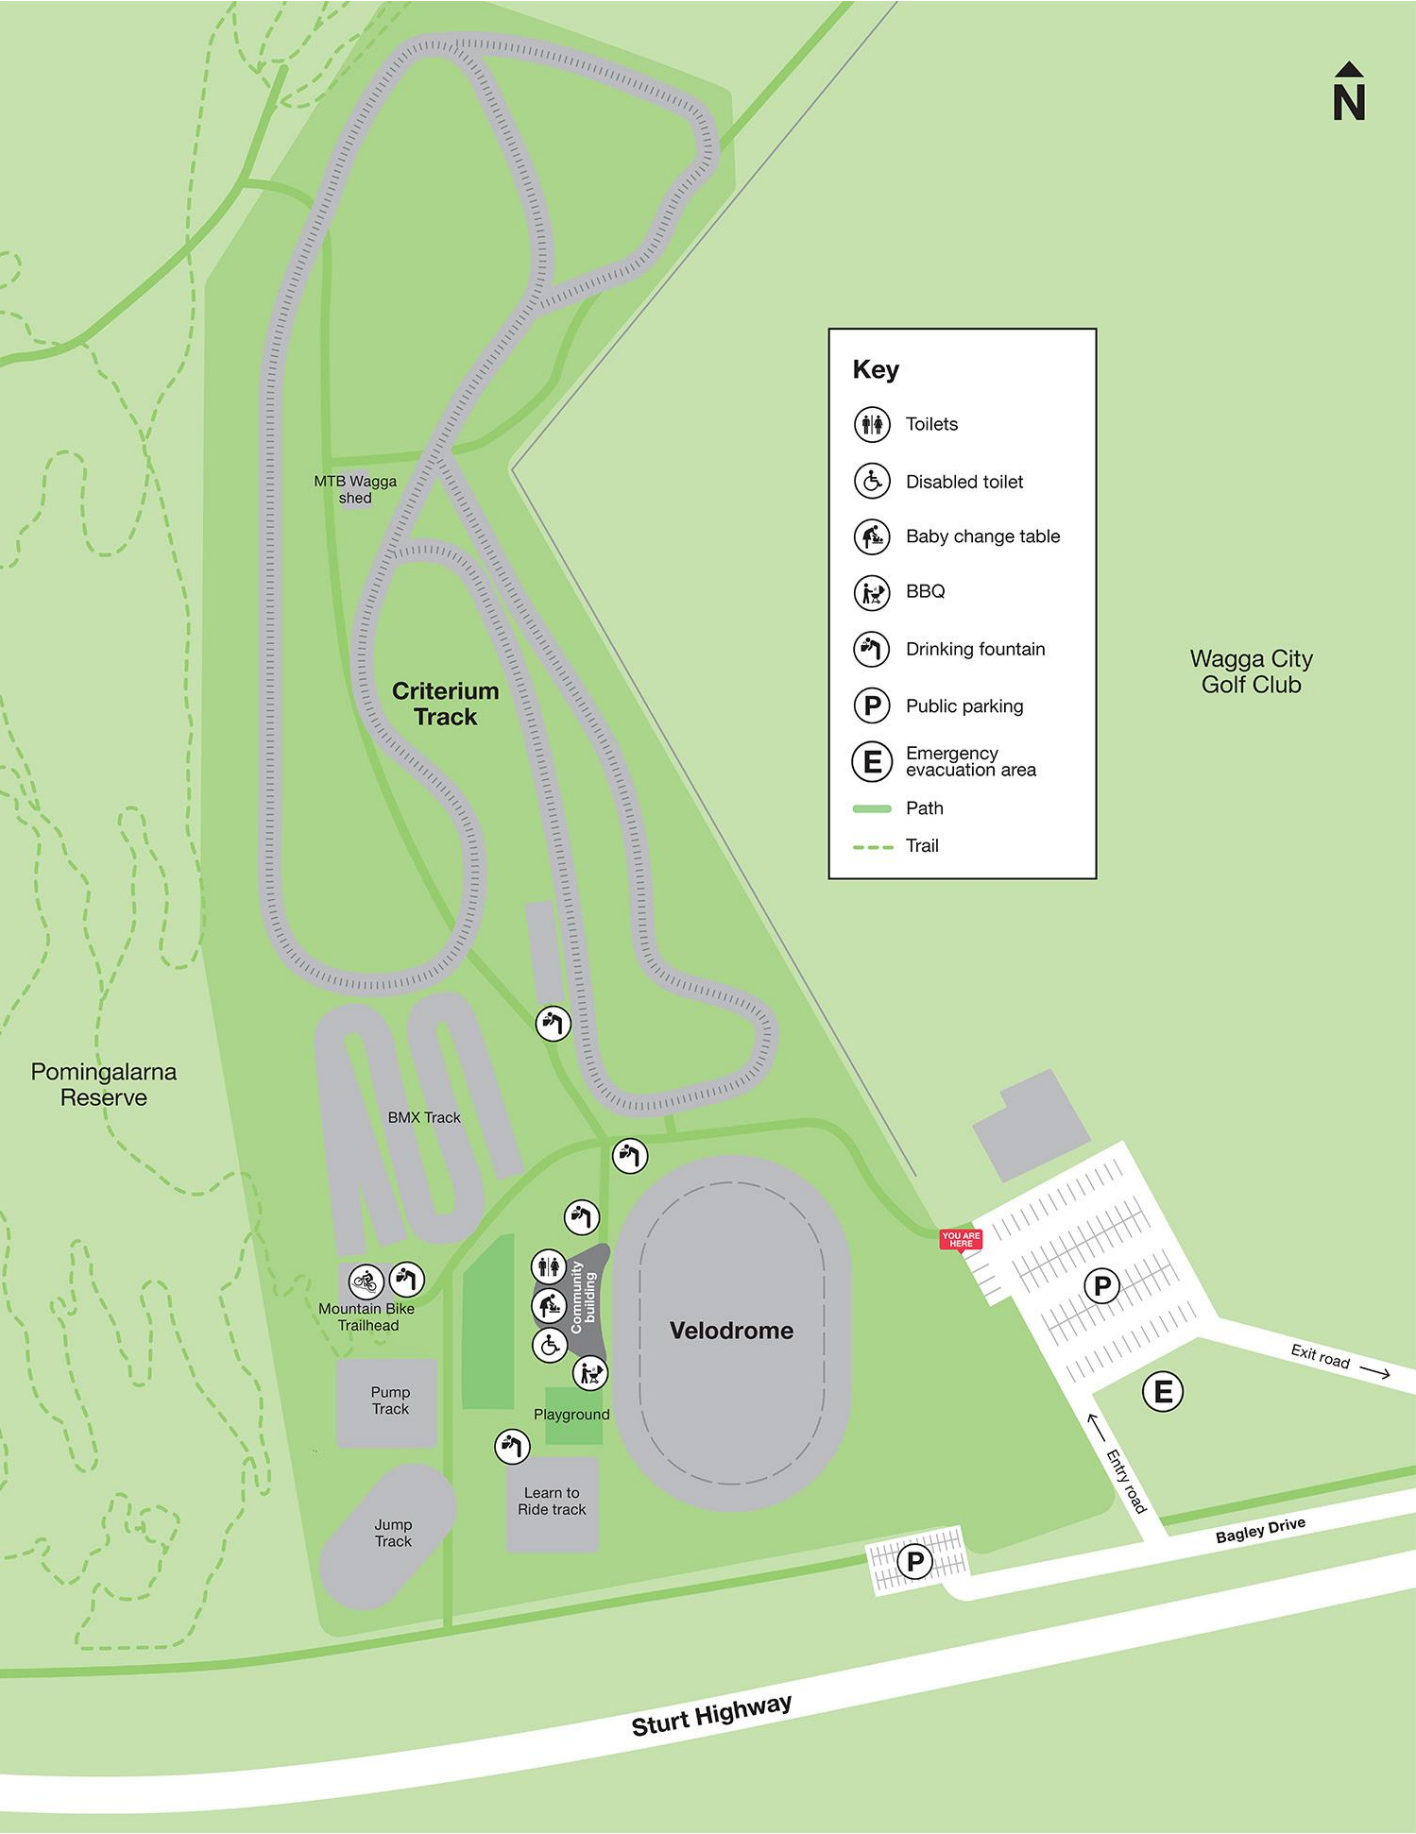 N
Key
Toilets
Disabled toilet
Baby change table
BBQ
Drinking fountain
P
Public parking
E
Emergency
evacuation area
Path
Trail
MTB Wagga
shed
Criterium
Track
Wagga City
Golf Club
Pomingalarna
Reserve
BMX Track
YOU ARE
HERE
Community
building
P
Mountain Bike
Trailhead
Velodrome
Exit road
E
Pump
Track
Playground
Entry road
Learn to
Ride track
Jump
Track
Bagley Drive
P
Sturt Highway